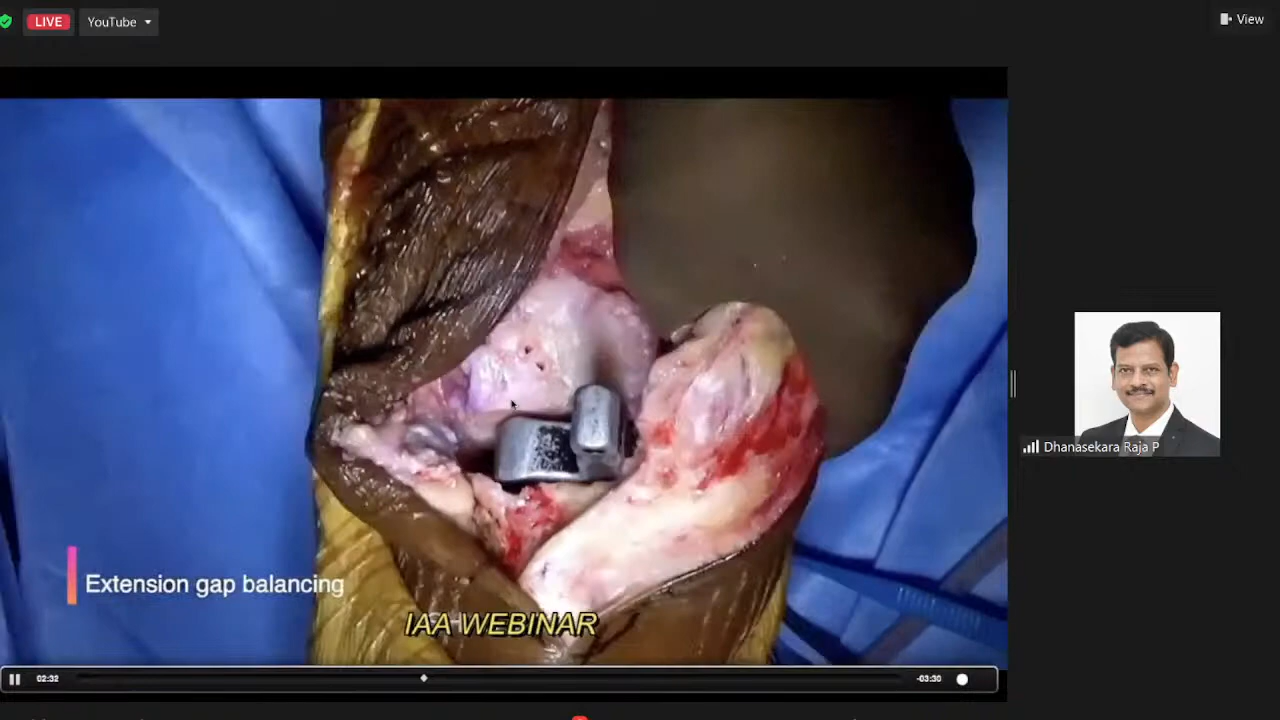 LIVE
YouTube
View
Dhanasekara Raja P
Extension gap balancing
IAA WEBINAR
02:32
-03:30